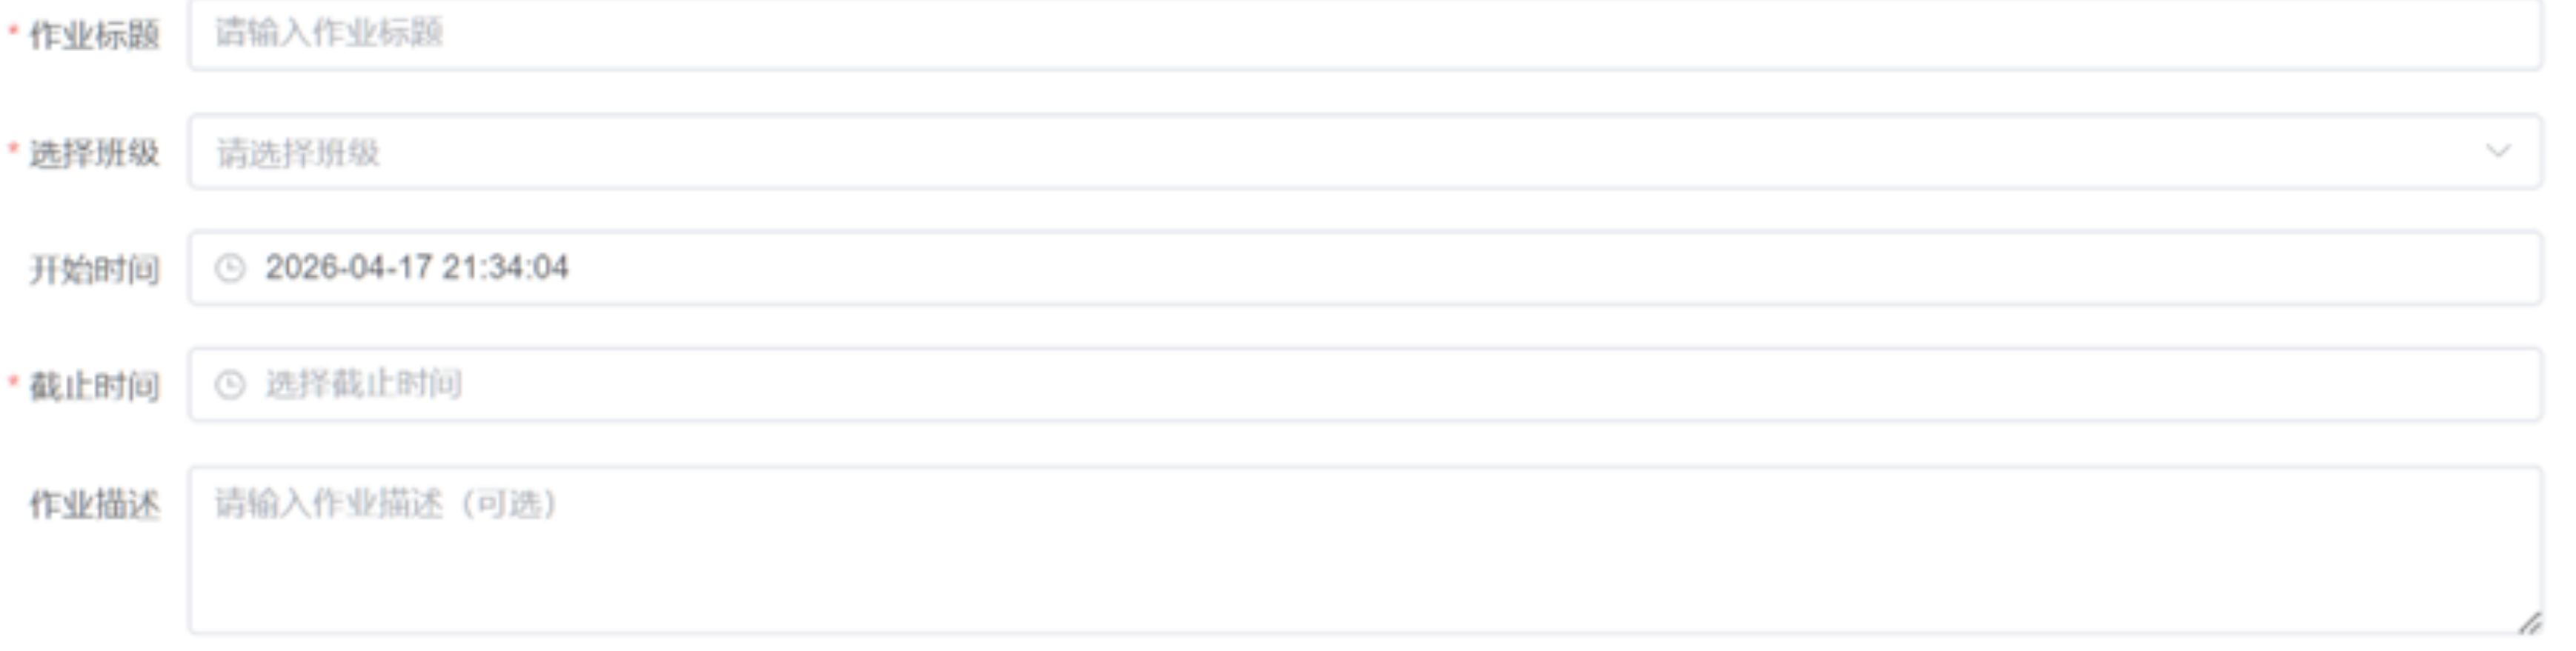 * 作业标题 请输入作业标题
* 选择班级 请选择班级
开始时间 2026-04-17 21:34:04
* 截止时间 选择截止时间
作业描述 请输入作业描述（可选）